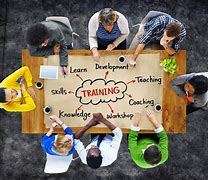 Learn
Development
Teaching
Skills
TRAINING
Coaching
Knowledge
Workshop